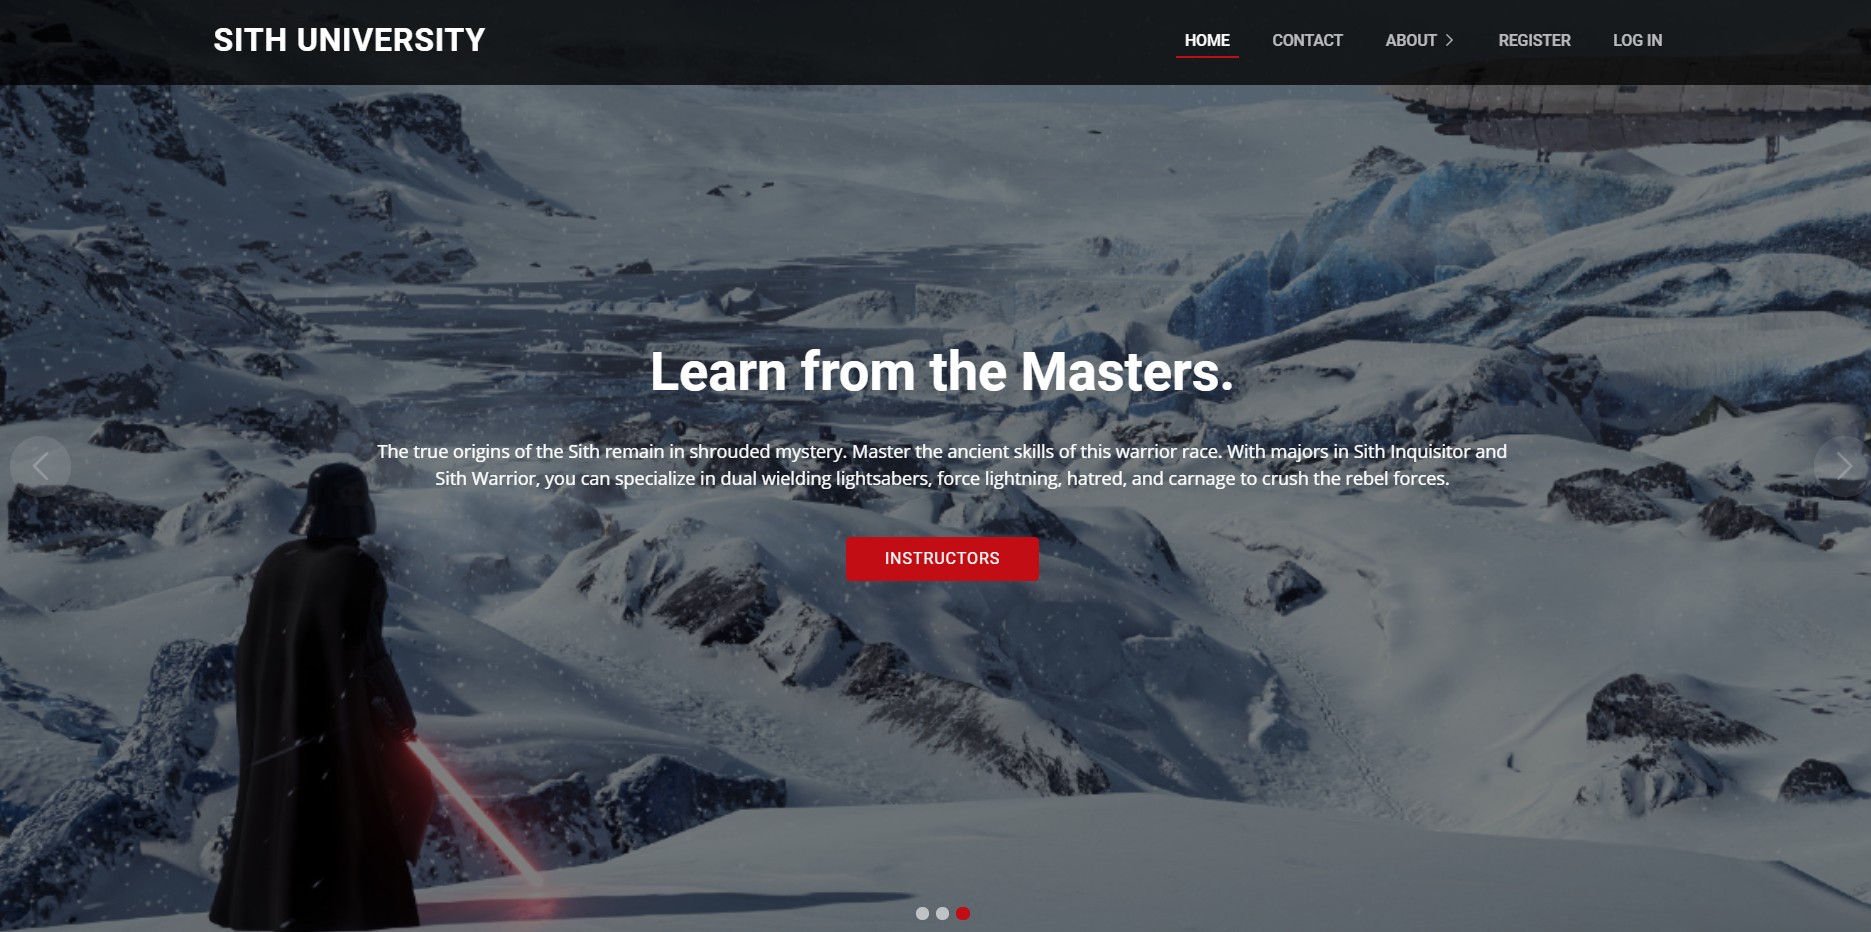 SITH UNIVERSITY
HOME CONTACT ABOUT REGISTER LOG IN
Learn from the Masters.
The true origins of the Sith remain in shrouded mystery. Master the ancient skills of this warrior race. With majors in Sith Inquisitor and
Sith Warrior, you can specialize in dual wielding lightsabers, force lightning, hatred, and carnage to crush the rebel forces.
INSTRUCTORS